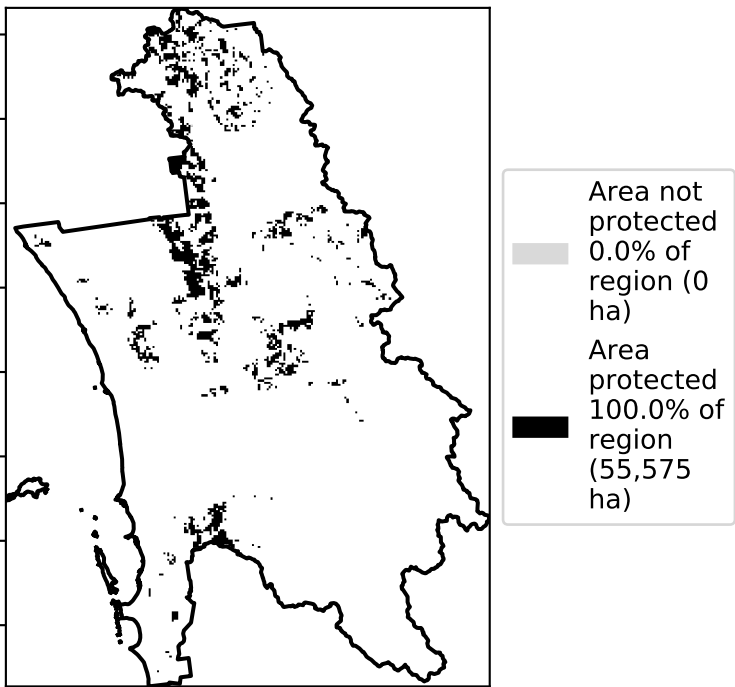 Area not
protected
0.0% of
region (0
ha)
Area
protected
100.0% of
region
(55,575
ha)